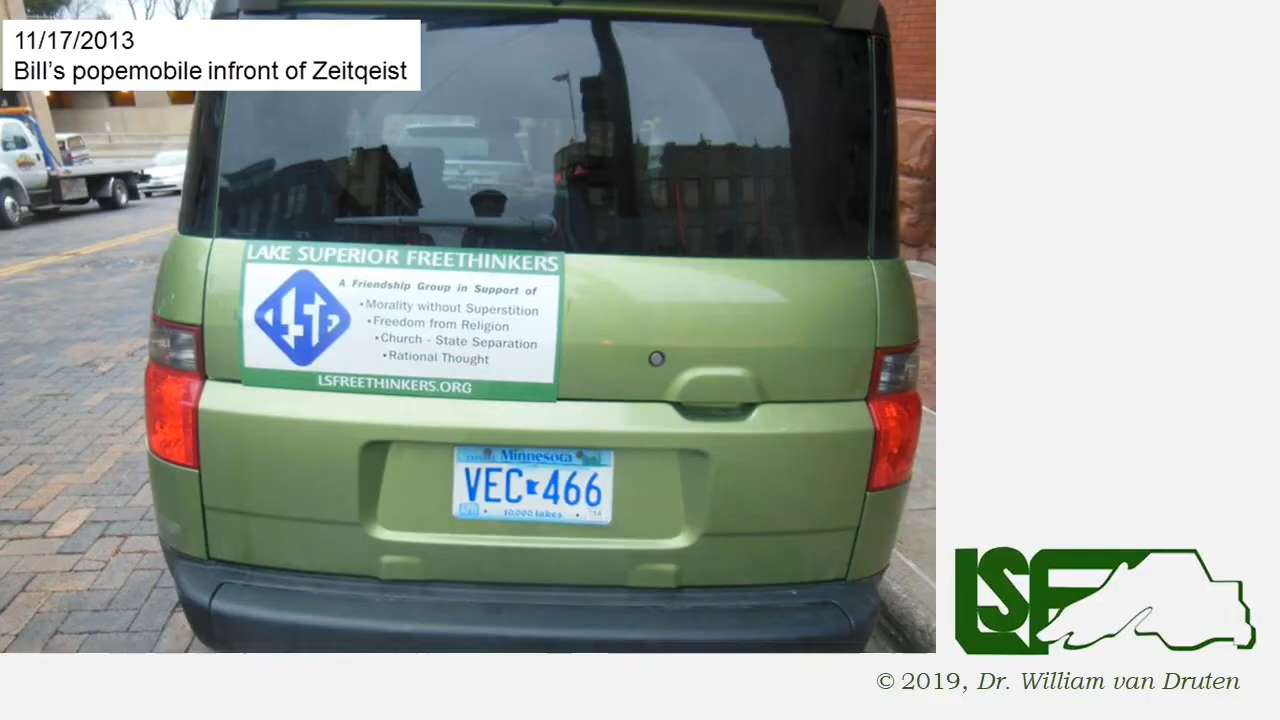 11/17/2013
Bill's popemobile infront of Zeitqeist
LAKE SUPERIOR FREETHINKERS
A Friendship Group in Support of
•Morality without Superstition
•Freedom from Religion
•Church - State Separation
•Rational Thought
LSF
LSFREETHINKERS.ORG
Minnesota
VEC 466
10,000 lakes
14
LSF
© 2019, Dr. William van Druten